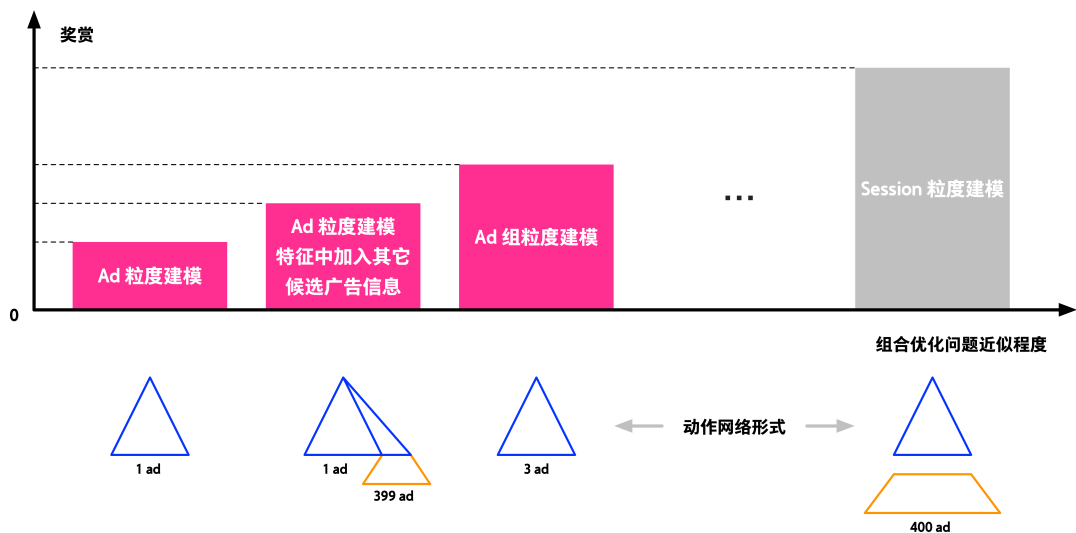 奖赏
Session 粒度建模
...
Ad 粒度建模
特征中加入其它
候选广告信息
Ad 组粒度建模
Ad 粒度建模
0
组合优化问题近似程度
动作网络形式
1 ad
1 ad
3 ad
399 ad
400 ad